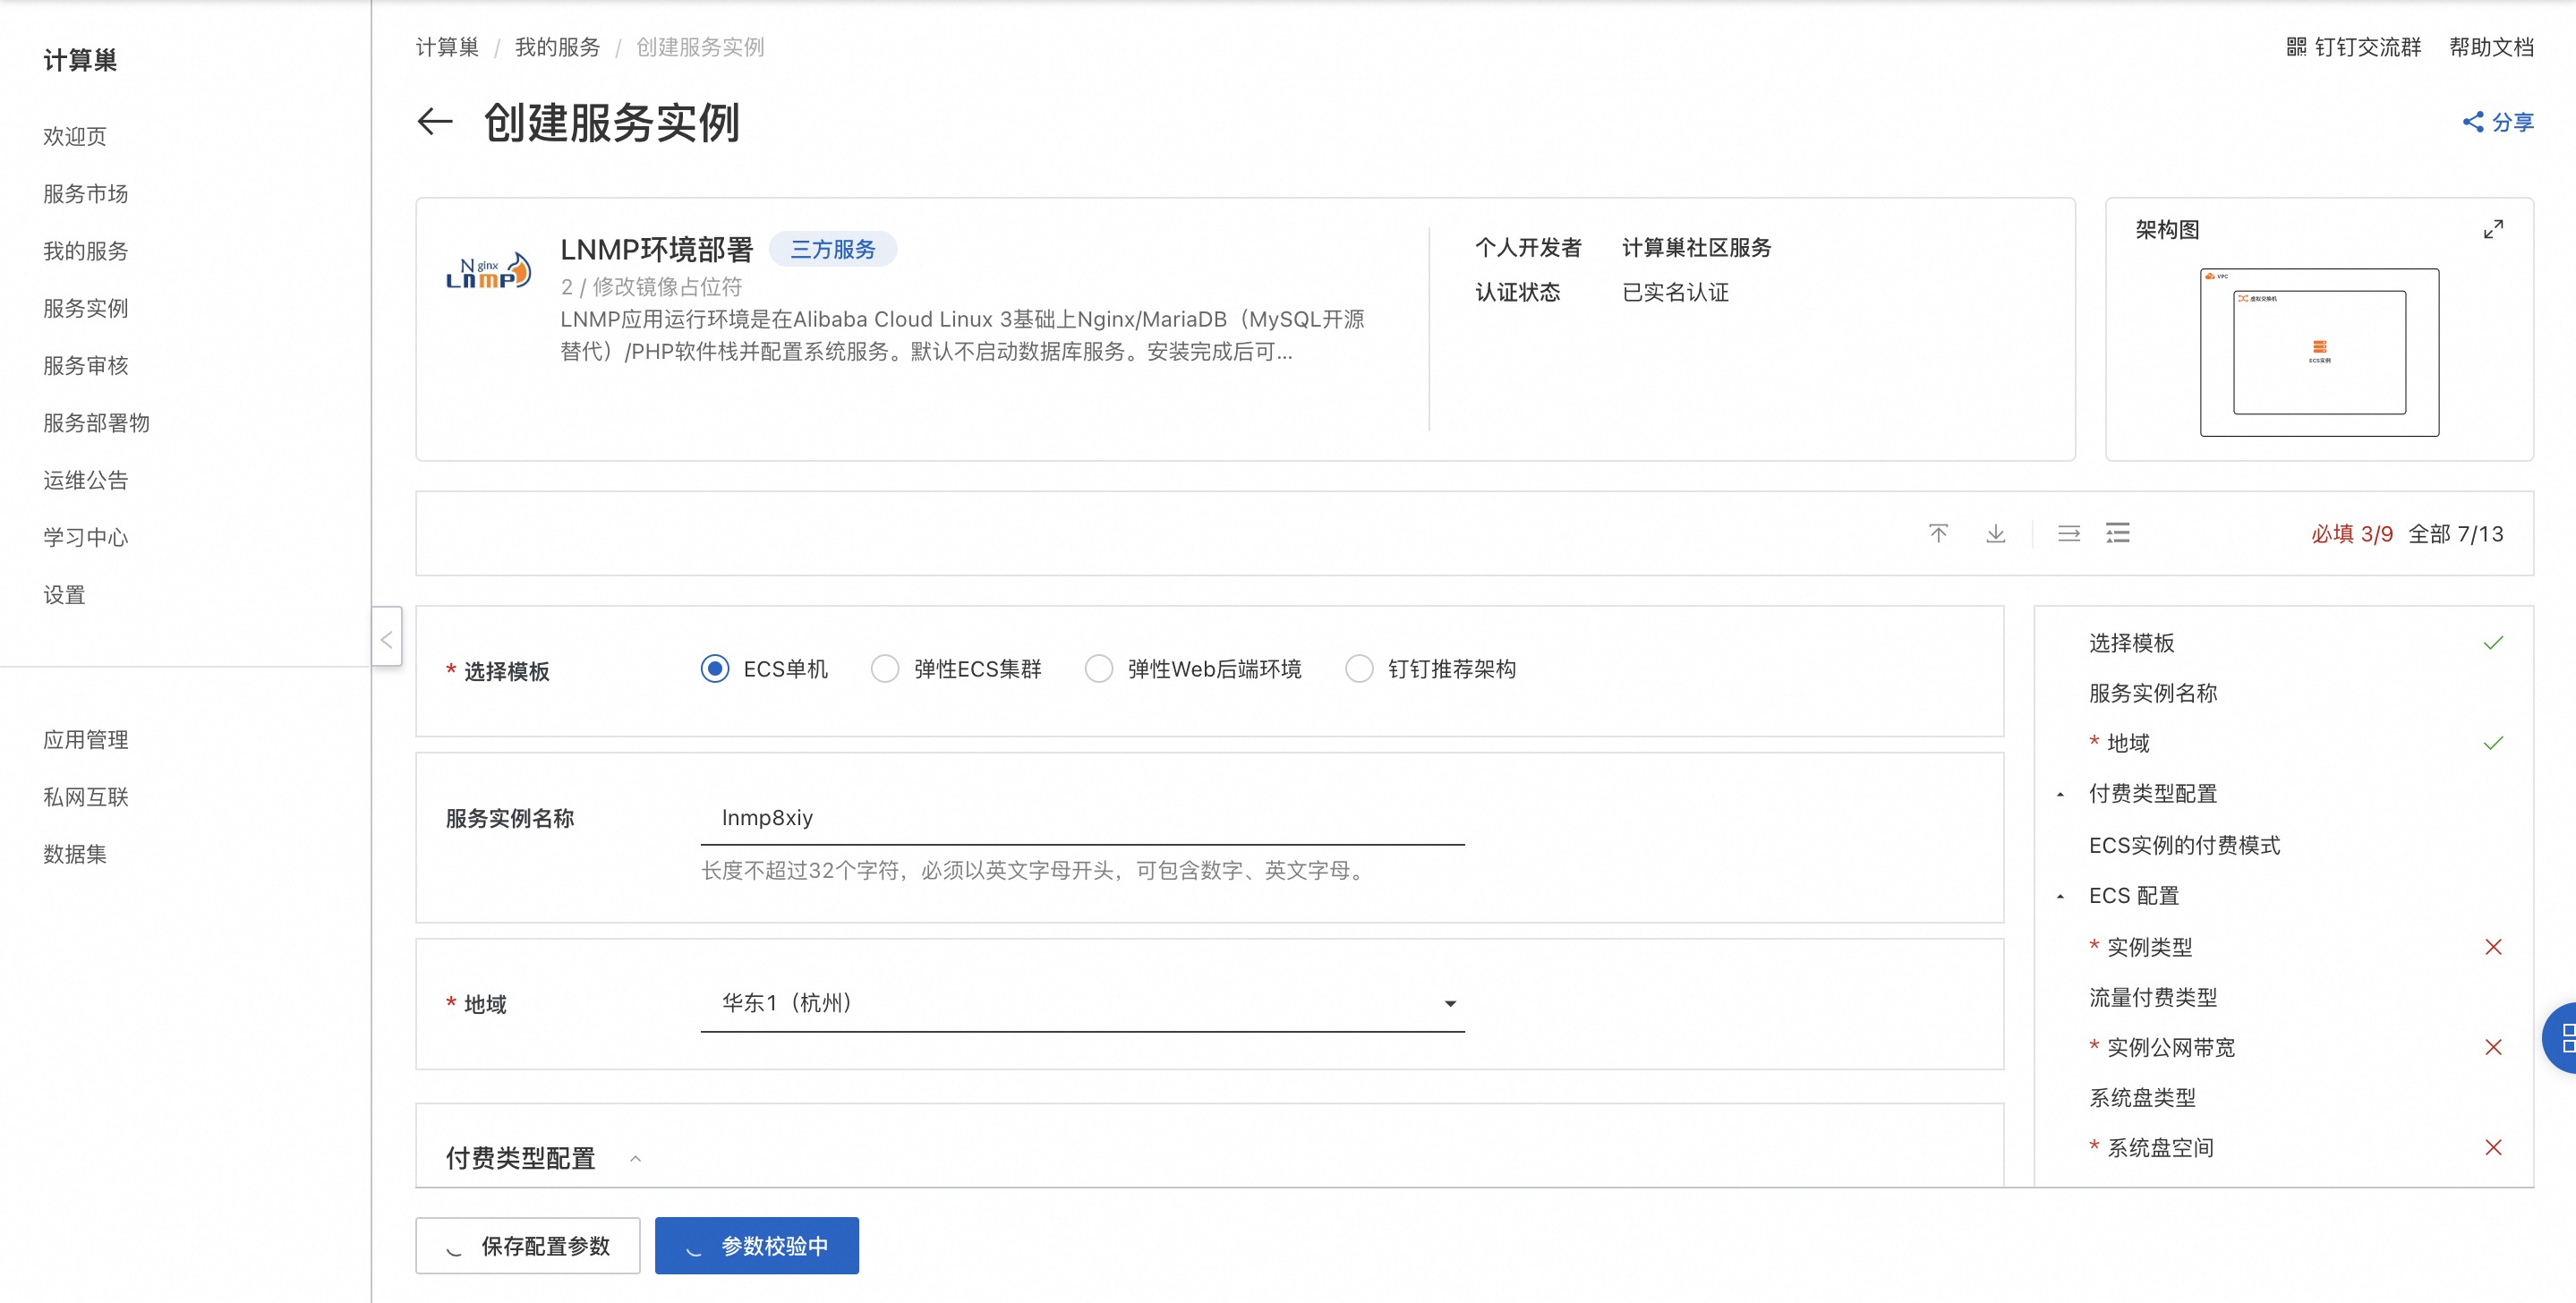 计算巢
欢迎页
服务市场
我的服务
服务实例
服务审核
服务部署物
运维公告
学习中心
设置
应用管理
私网互联
数据集
计算巢 / 我的服务 / 创建服务实例
钉钉交流群 帮助文档
创建服务实例
分享
Nginx
LNMP
LNMP环境部署 三方服务
2 / 修改镜像占位符
LNMP应用运行环境是在Alibaba Cloud Linux 3基础上Nginx/MariaDB（MySQL开源
替代）/PHP软件栈并配置系统服务。默认不启动数据库服务。安装完成后可...
个人开发者 计算巢社区服务
认证状态 已实名认证
架构图
VPC
虚拟交换机
ECS实例
必填 3/9 全部 7/13
* 选择模板
ECS单机 弹性ECS集群 弹性Web后端环境 钉钉推荐架构
服务实例名称
lnmp8xiy
长度不超过32个字符，必须以英文字母开头，可包含数字、英文字母。
* 地域
华东1（杭州）
付费类型配置
选择模板
服务实例名称
* 地域
付费类型配置
ECS实例的付费模式
ECS 配置
* 实例类型
流量付费类型
* 实例公网带宽
系统盘类型
* 系统盘空间
保存配置参数 参数校验中